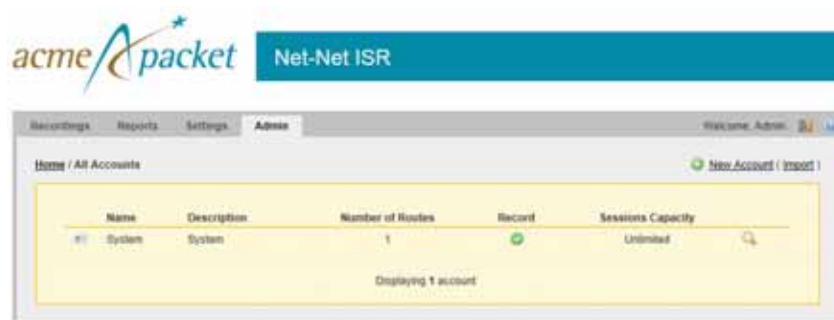 acme packet
Net-Net ISR
Recordings Reports Settings Admin Welcome, Admin
Home / All Accounts New Account ( Import )
Name Description Number of Routes Record Sessions Capacity
System System 1 Unlimited
Displaying 1 account